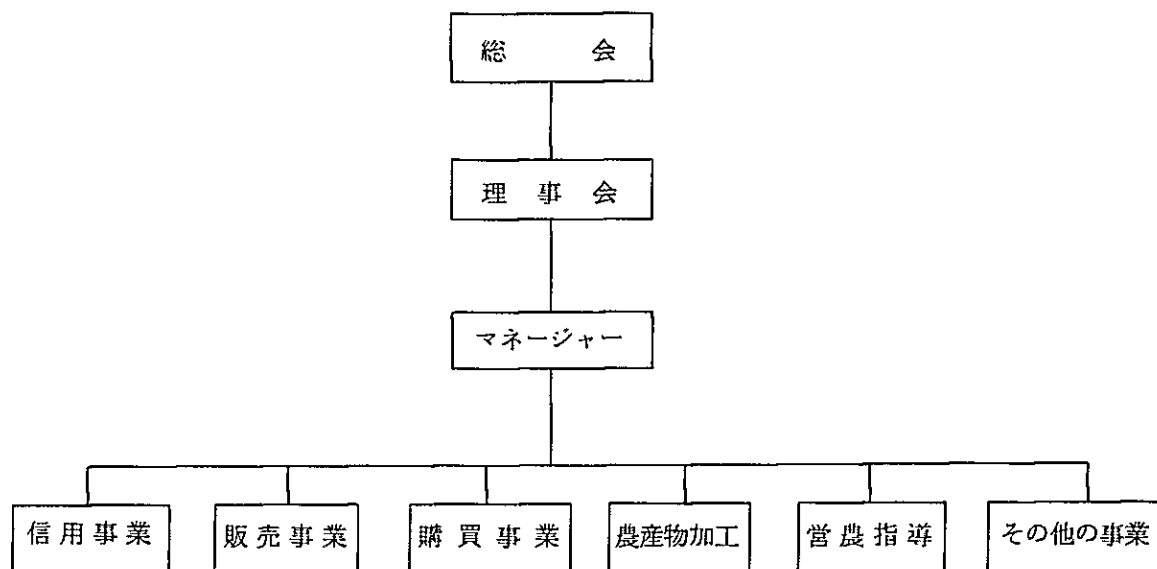 総会
理事会
マネージャー
信用事業
販売事業
購買事業
農産物加工
営農指導
その他の事業